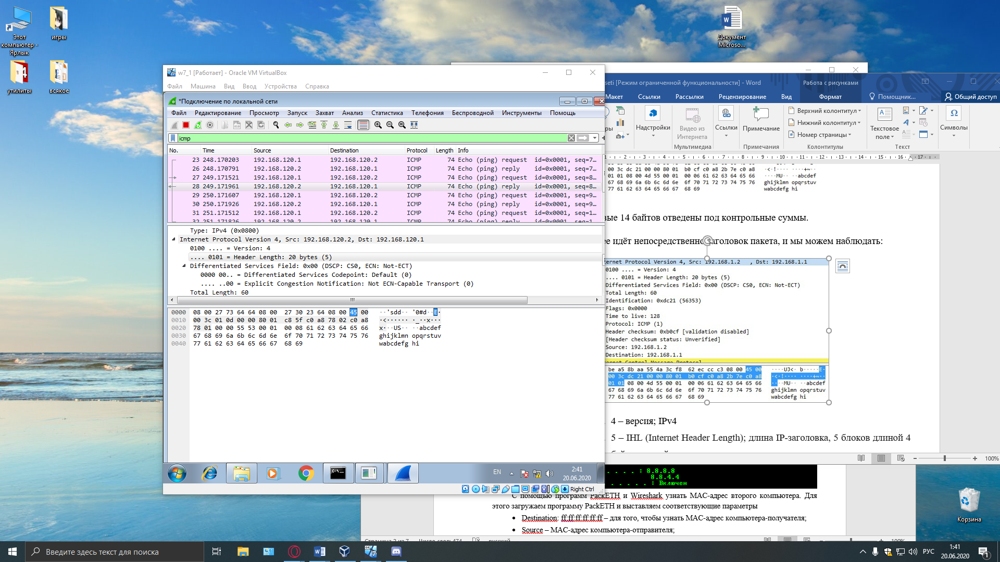 Этот
компьютер -
Ярлык
игры
утилиты
всякое
Документ
Microso...
Корзина
w7_1 [Работает] - Oracle VM VirtualBox
Файл Машина Вид Ввод Устройства Справка
*Подключение по локальной сети
Файл Редактирование Просмотр Запуск Захват Анализ Статистика Телефония Беспроводной Инструменты Помощь
icmp
No. Time Source Destination Protocol Length Info
23 248.170203 192.168.120.1 192.168.120.2 ICMP 74 Echo (ping) request id=0x0001, seq=7…
26 248.170791 192.168.120.2 192.168.120.1 ICMP 74 Echo (ping) reply id=0x0001, seq=7…
27 249.171521 192.168.120.1 192.168.120.2 ICMP 74 Echo (ping) request id=0x0001, seq=8…
28 249.171961 192.168.120.2 192.168.120.1 ICMP 74 Echo (ping) reply id=0x0001, seq=8…
29 250.171607 192.168.120.1 192.168.120.2 ICMP 74 Echo (ping) request id=0x0001, seq=9…
30 250.171926 192.168.120.2 192.168.120.1 ICMP 74 Echo (ping) reply id=0x0001, seq=9…
31 251.171512 192.168.120.1 192.168.120.2 ICMP 74 Echo (ping) request id=0x0001, seq=1…
32 251.171826 192.168.120.2 192.168.120.1 ICMP 74 Echo (ping) reply id=0x0001, seq=1…
Type: IPv4 (0x0800)
Internet Protocol Version 4, Src: 192.168.120.2, Dst: 192.168.120.1
0100 .... = Version: 4
.... 0101 = Header Length: 20 bytes (5)
Differentiated Services Field: 0x00 (DSCP: CS0, ECN: Not-ECT)
0000 00.. = Differentiated Services Codepoint: Default (0)
.... ..00 = Explicit Congestion Notification: Not ECN-Capable Transport (0)
Total Length: 60
0000 08 00 27 73 64 64 08 00 27 30 23 64 08 00 45 00 ··'sdd·· '0#d··E·
0010 00 3c 01 0d 00 00 80 01 c8 5f c0 a8 78 02 c0 a8 ·<······ ·_··x···
0020 78 01 00 00 55 53 00 01 00 08 61 62 63 64 65 66 x···US·· ··abcdef
0030 67 68 69 6a 6b 6c 6d 6e 6f 70 71 72 73 74 75 76 ghijklmn opqrstuv
0040 77 61 62 63 64 65 66 67 68 69 wabcdefg hi
EN
2:41
20.06.2020
Right Ctrl
seti [Режим ограниченной функциональности] - Word
Работа с рисунками
Макет Ссылки Рассылки Рецензирование Вид Формат Помощник... Общий доступ
Надстройки
Видео из
Интернета
Мультимедиа
Ссылки
Примечание
Примечания
Верхний колонтитул
Нижний колонтитул
Номер страницы
Колонтитулы
Текстовое
поле
Текст
Символы
1 2 3 4 5 6 7 8 9 10 11 12 13 14 15 16 17
00 3c dc 21 00 00 80 01 b0 cf c0 a8 2b 7e c0 a8 ·<·!···· ····+~··
01 01 08 00 4d 55 00 01 00 06 61 62 63 64 65 66 ····MU·· ··abcdef
67 68 69 6a 6b 6c 6d 6e 6f 70 71 72 73 74 75 76 ghijklmn opqrstuv
77 61 62 63 64 65 66 67 68 69 wabcdefg hi
вые 14 байтов отведены под контрольные суммы.
ее идёт непосредственно заголовок пакета, и мы можем наблюдать:
ternet Protocol Version 4, Src: 192.168.1.2 , Dst: 192.168.1.1
0100 .... = Version: 4
.... 0101 = Header Length: 20 bytes (5)
Differentiated Services Field: 0x00 (DSCP: CS0, ECN: Not-ECT)
Total Length: 60
Identification: 0xdc21 (56353)
Flags: 0x0000
Time to live: 128
Protocol: ICMP (1)
Header checksum: 0xb0cf [validation disabled]
[Header checksum status: Unverified]
Source: 192.168.1.2
Destination: 192.168.1.1
ternet Control Message Protocol
be a5 8b aa 55 4a 3c f8 62 ec cc c3 08 00 45 00 ····UJ<· b·····E·
00 3c dc 21 00 00 80 01 b0 cf c0 a8 2b 7e c0 a8 ·<·!···· ····+~··
01 01 08 00 4d 55 00 01 00 06 61 62 63 64 65 66 ····MU·· ··abcdef
67 68 69 6a 6b 6c 6d 6e 6f 70 71 72 73 74 75 76 ghijklmn opqrstuv
77 61 62 63 64 65 66 67 68 69 wabcdefg hi
4 – версия; IPv4
5 – IHL (Internet Header Length); длина IP-заголовка, 5 блоков длиной 4
100%
. . . . . : 8.8.8.8
8.8.4.4
. . . . . . : Включен
С помощью программ PackETH и Wireshark узнать MAC-адрес второго компьютера. Для
этого загружаем программу PackETH и выставляем соответствующие параметры
• Destination: ff:ff:ff:ff:ff:ff – для того, чтобы узнать MAC-адрес компьютера-получателя;
• Source – MAC-адрес компьютера-отправителя;
Страница 2 из 7 Число слов: 474 русский 100%
Введите здесь текст для поиска
РУС
1:41
20.06.2020
1